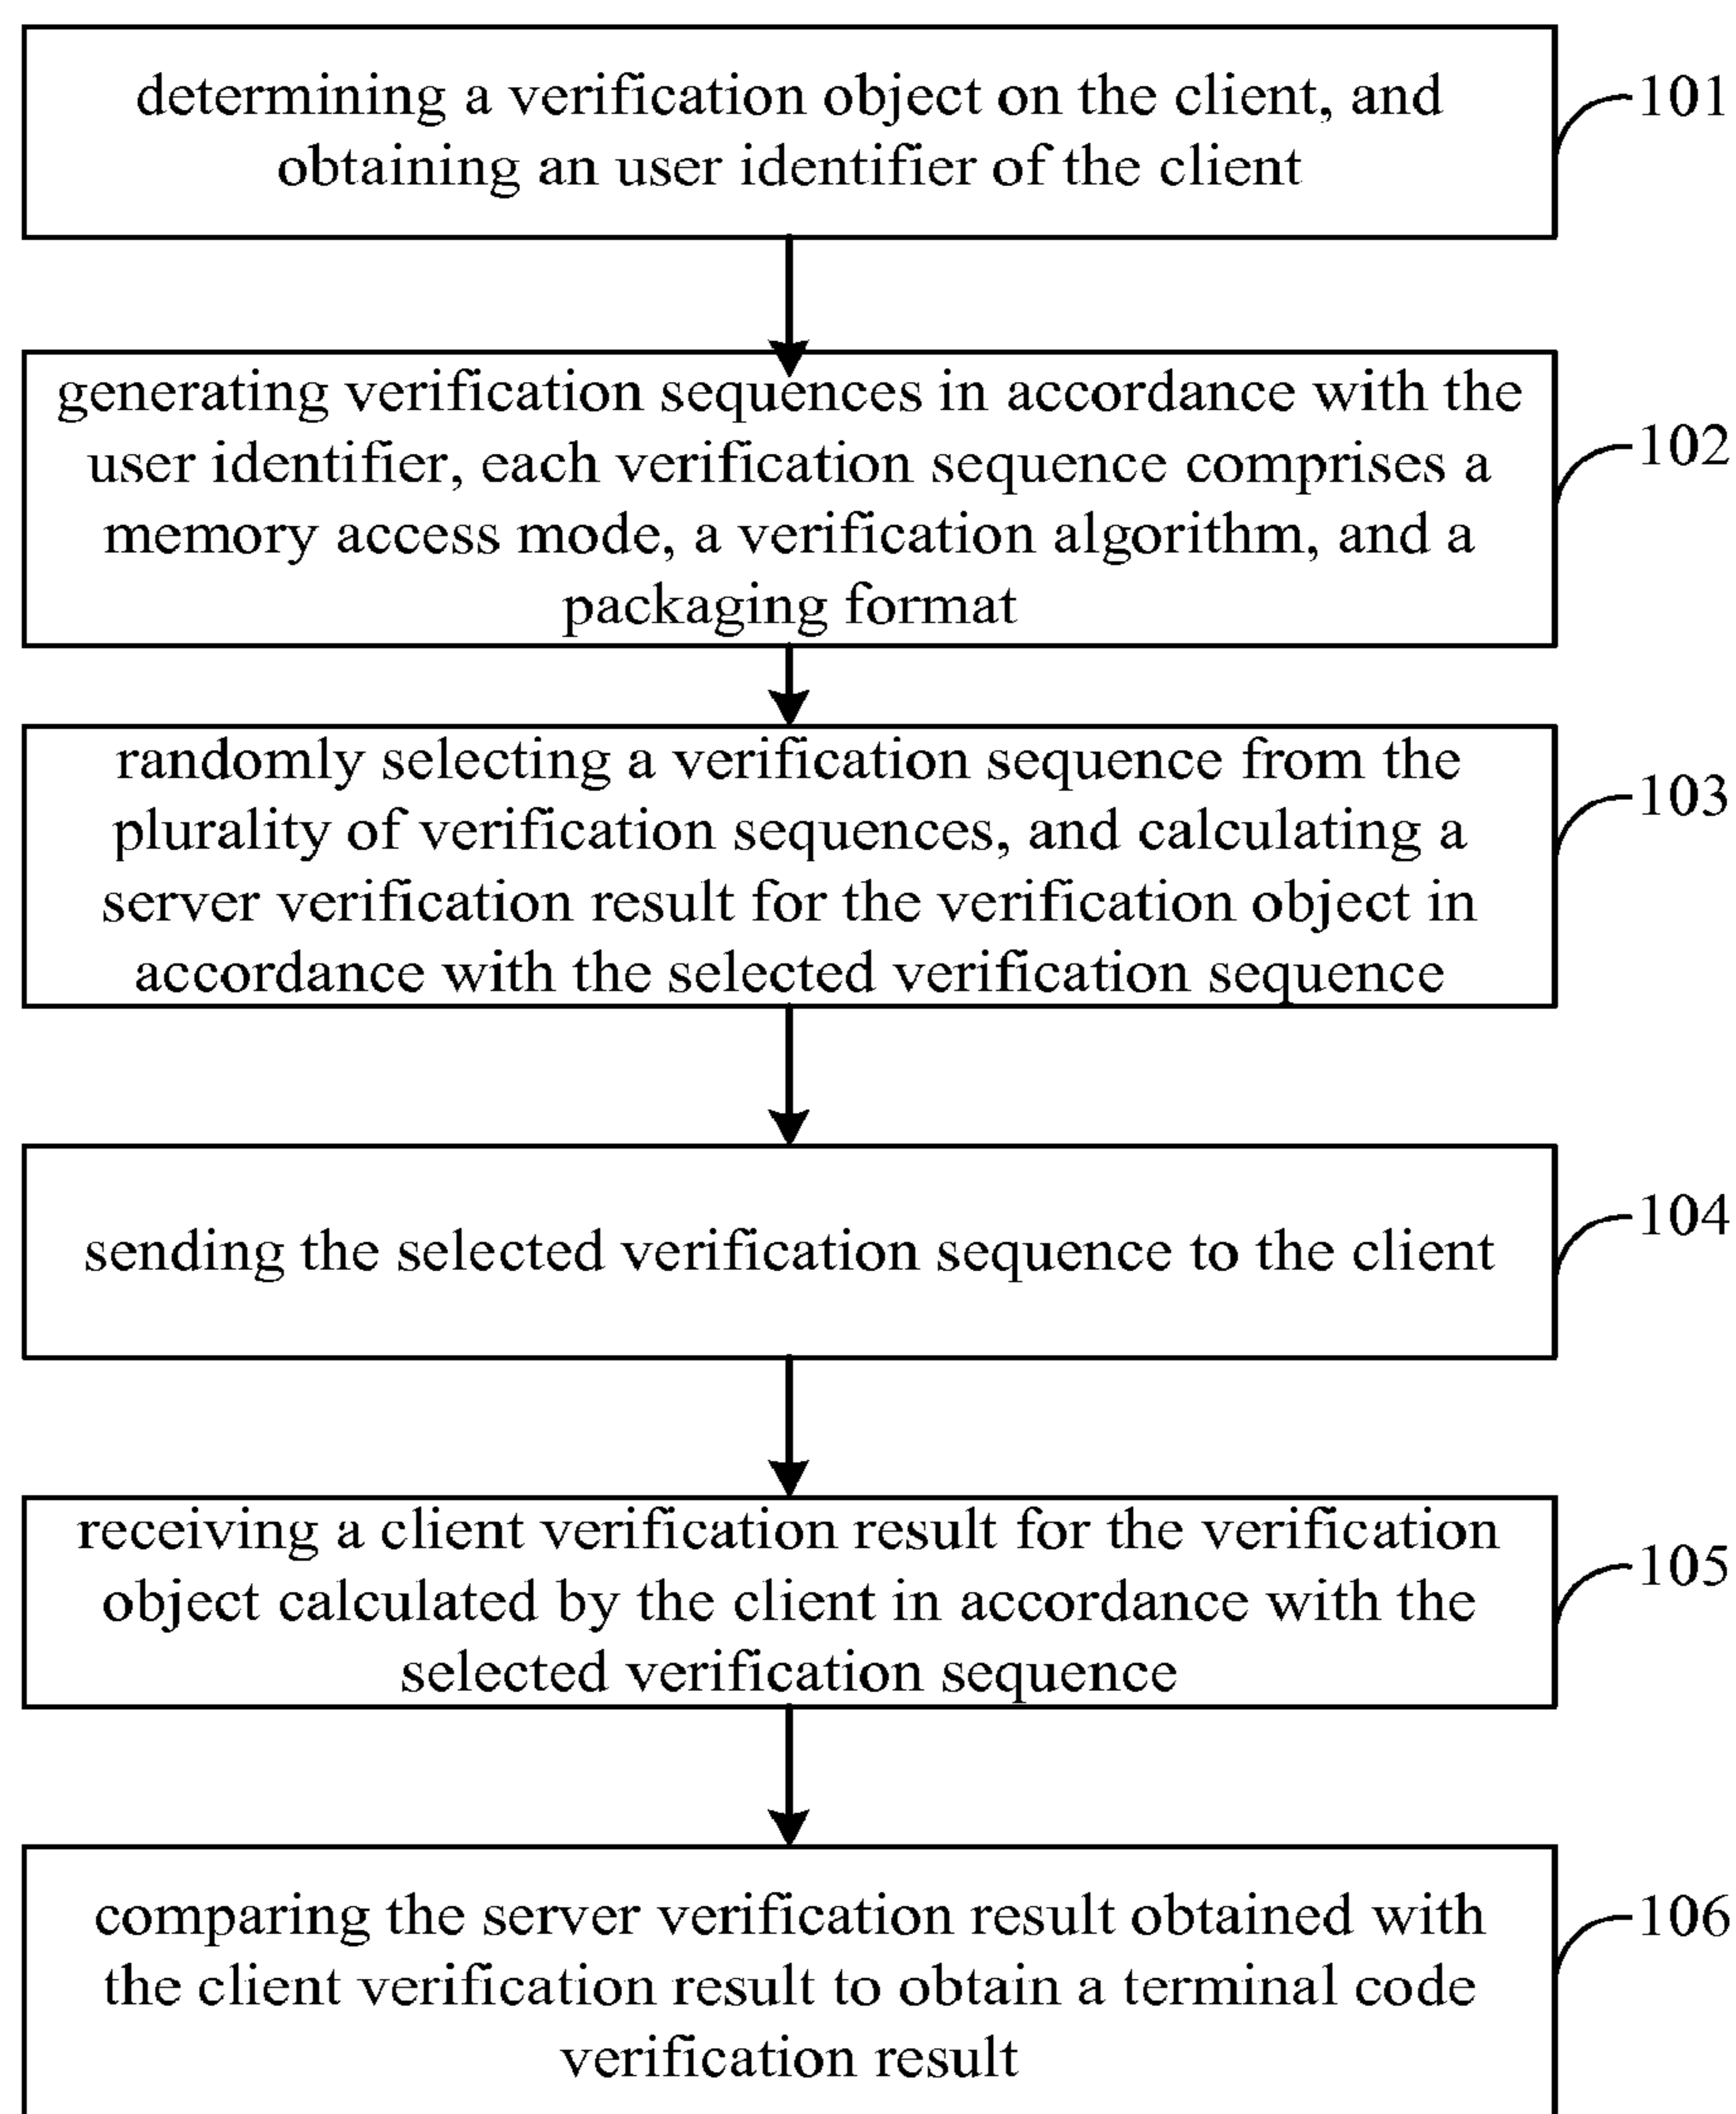 determining a verification object on the client, and
obtaining an user identifier of the client
101
generating verification sequences in accordance with the
user identifier, each verification sequence comprises a
memory access mode, a verification algorithm, and a
packaging format
102
randomly selecting a verification sequence from the
plurality of verification sequences, and calculating a
server verification result for the verification object in
accordance with the selected verification sequence
103
sending the selected verification sequence to the client
104
receiving a client verification result for the verification
object calculated by the client in accordance with the
selected verification sequence
105
comparing the server verification result obtained with
the client verification result to obtain a terminal code
verification result
106